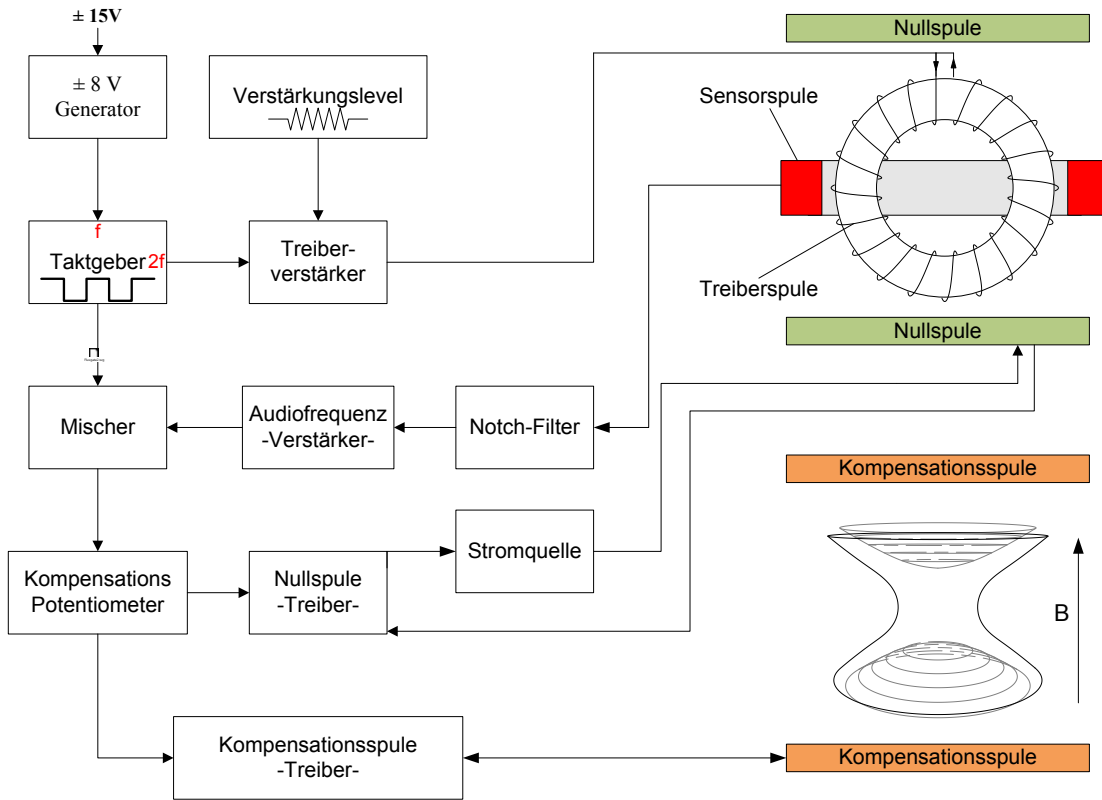 ± 15V
± 8 V
Generator
Verstärkungslevel
Nullspule
Sensorspule
f
Taktgeber 2f
Treiber-
verstärker
Treiberspule
Nullspule
Mischer
Audiofrequenz
-Verstärker-
Notch-Filter
Kompensationsspule
Kompensations
Potentiometer
Nullspule
-Treiber-
Stromquelle
B
Kompensationsspule
-Treiber-
Kompensationsspule